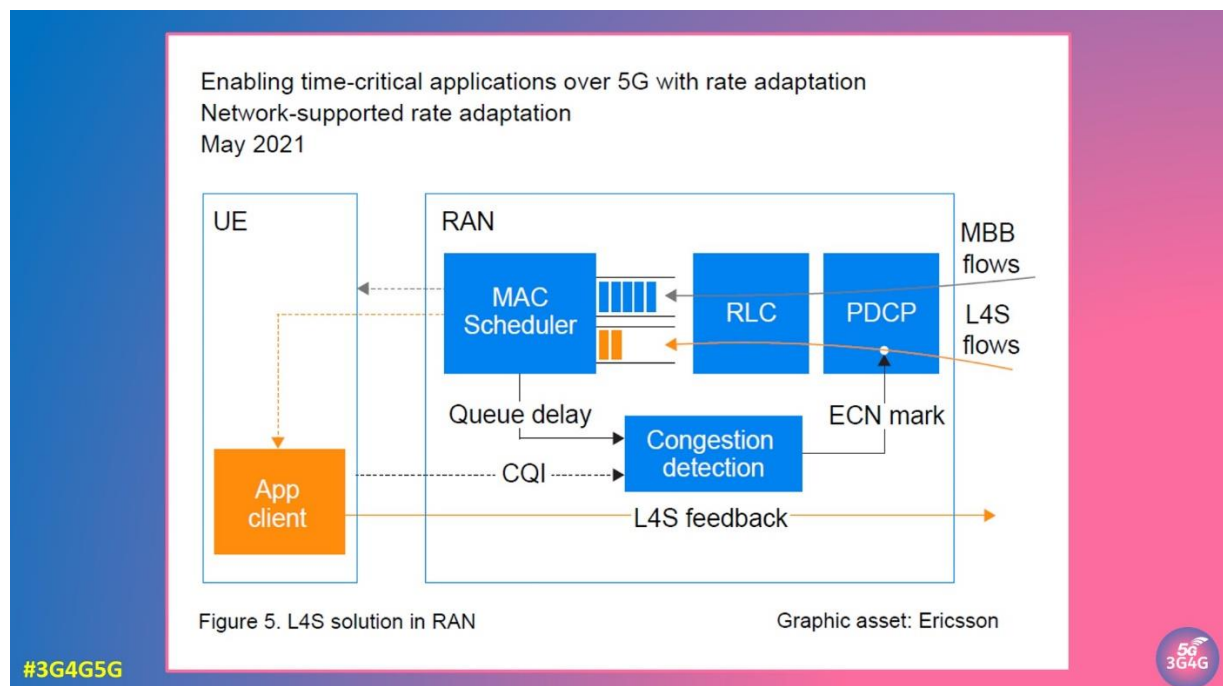 Enabling time-critical applications over 5G with rate adaptation
Network-supported rate adaptation
May 2021
UE
RAN
MBB
flows
MAC
Scheduler
RLC
PDCP
L4S
flows
Queue delay
ECN mark
Congestion
detection
CQI
App
client
L4S feedback
Figure 5. L4S solution in RAN
Graphic asset: Ericsson
#3G4G5G
5G
3G4G